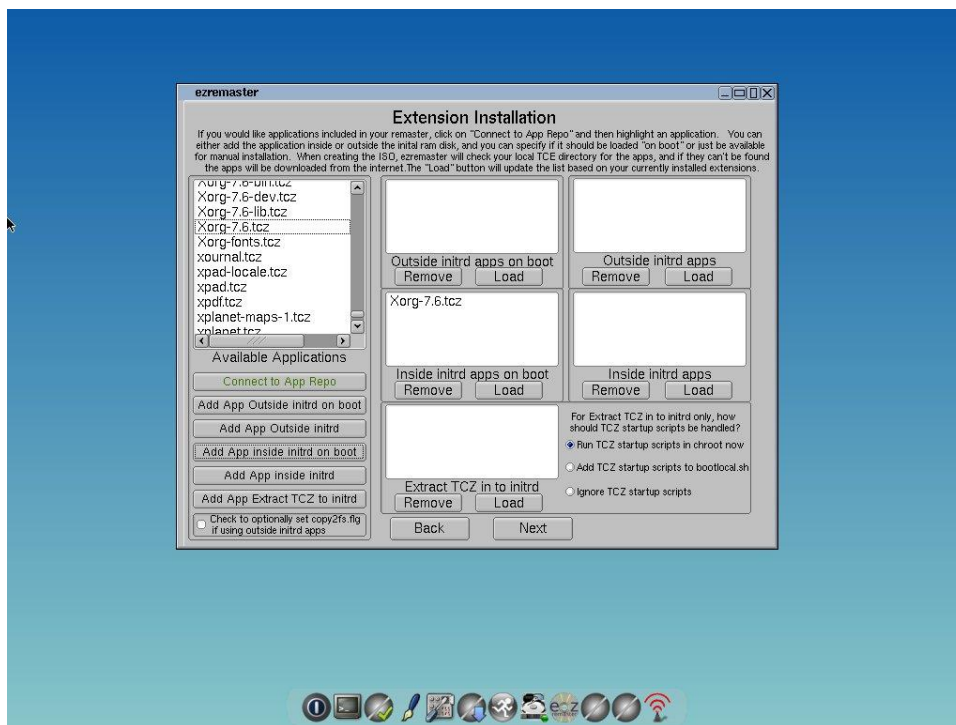 ezremaster
Extension Installation
If you would like applications included in your remaster, click on "Connect to App Repo" and then highlight an application. You can
either add the application inside or outside the inital ram disk, and you can specify if it should be loaded "on boot" or just be available
for manual installation. When creating the ISO, ezremaster will check your local TCE directory for the apps, and if they can't be found
the apps will be downloaded from the internet.The "Load" button will update the list based on your currently installed extensions.
Xorg-7.6-bin.tcz
Xorg-7.6-dev.tcz
Xorg-7.6-lib.tcz
Xorg-7.6.tcz
Xorg-fonts.tcz
xournal.tcz
xpad-locale.tcz
xpad.tcz
xpdf.tcz
xplanet-maps-1.tcz
xplanet.tcz
Available Applications
Connect to App Repo
Add App Outside initrd on boot
Add App Outside initrd
Add App inside initrd on boot
Add App inside initrd
Add App Extract TCZ to initrd
Check to optionally set copy2fs.flg
if using outside initrd apps
Outside initrd apps on boot
Remove Load
Outside initrd apps
Remove Load
Xorg-7.6.tcz
Inside initrd apps on boot
Remove Load
Inside initrd apps
Remove Load
Extract TCZ in to initrd
Remove Load
For Extract TCZ in to initrd only, how
should TCZ startup scripts be handled?
Run TCZ startup scripts in chroot now
Add TCZ startup scripts to bootlocal.sh
Ignore TCZ startup scripts
Back Next
ezremaster